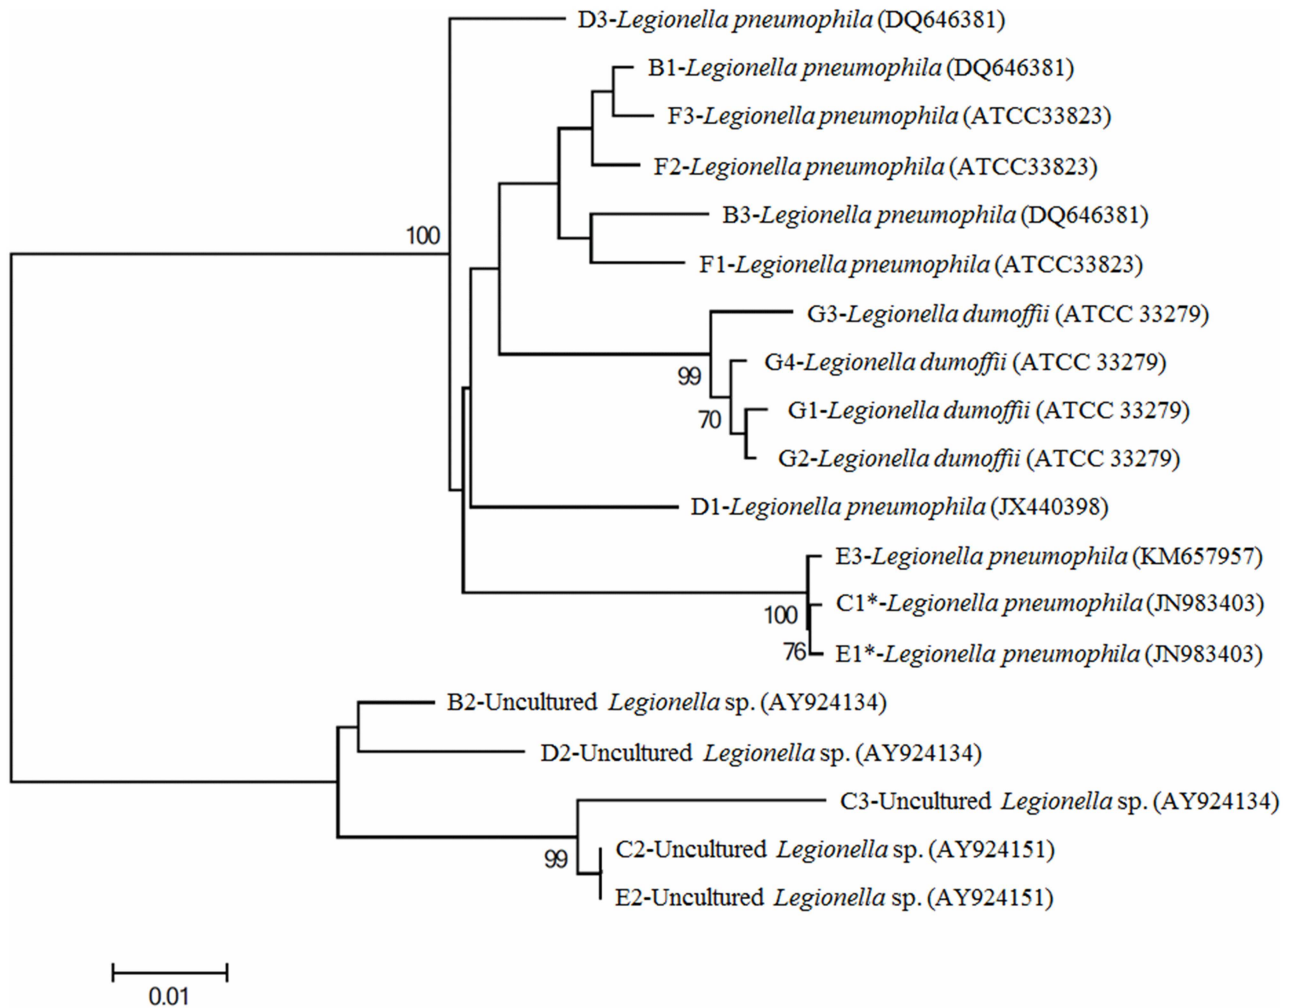 D3-Legionella pneumophila (DQ646381)
B1-Legionella pneumophila (DQ646381)
F3-Legionella pneumophila (ATCC33823)
F2-Legionella pneumophila (ATCC33823)
B3-Legionella pneumophila (DQ646381)
100
F1-Legionella pneumophila (ATCC33823)
G3-Legionella dumoffii (ATCC 33279)
G4-Legionella dumoffii (ATCC 33279)
99
G1-Legionella dumoffii (ATCC 33279)
70
G2-Legionella dumoffii (ATCC 33279)
D1-Legionella pneumophila (JX440398)
E3-Legionella pneumophila (KM657957)
C1*-Legionella pneumophila (JN983403)
100
E1*-Legionella pneumophila (JN983403)
76
B2-Uncultured Legionella sp. (AY924134)
D2-Uncultured Legionella sp. (AY924134)
C3-Uncultured Legionella sp. (AY924134)
C2-Uncultured Legionella sp. (AY924151)
99
E2-Uncultured Legionella sp. (AY924151)
0.01